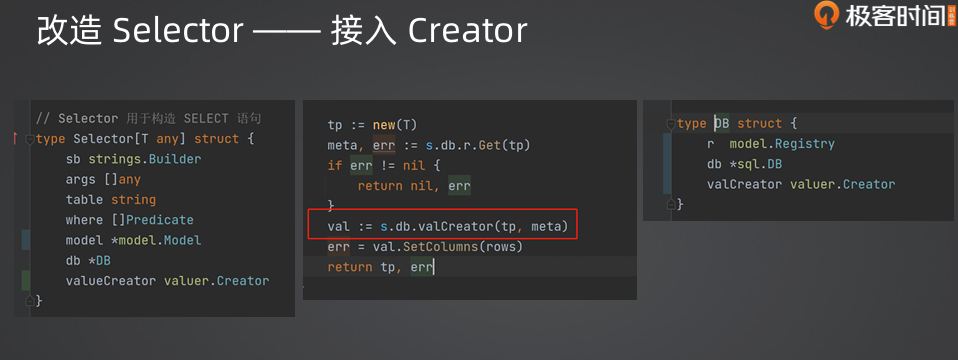 改造 Selector —— 接入 Creator
极客时间
// Selector 用于构造 SELECT 语句
type Selector[T any] struct {
sb strings.Builder
args []any
table string
where []Predicate
model *model.Model
db *DB
valueCreator valuer.Creator
}
tp := new(T)
meta, err := s.db.r.Get(tp)
if err != nil {
return nil, err
}
val := s.db.valCreator(tp, meta)
err = val.SetColumns(rows)
return tp, err
type DB struct {
r model.Registry
db *sql.DB
valCreator valuer.Creator
}